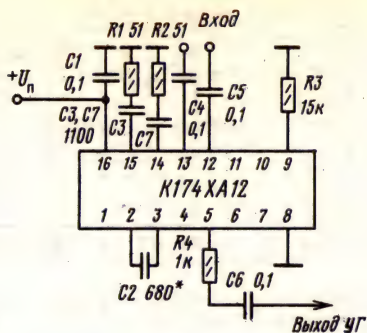 R1 51 R2 51 Вход
+Uп
C1
0,1
C3, C7
1100
C3
C7
C4
0,1
C5
0,1
R3
15к
16 15 14 13 12 11 10 9
К174ХА12
1 2 3 4 5 6 7 8
C2 680*
R4
1к
C6 0,1
Выход УГ